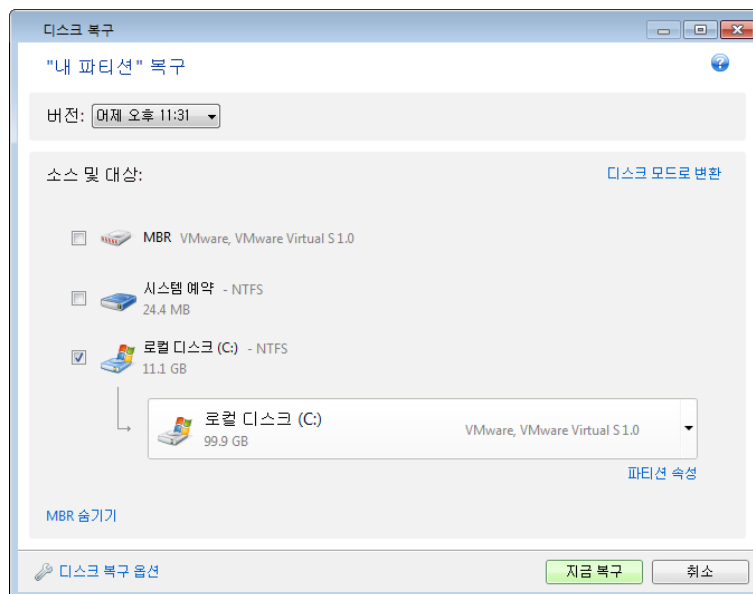 디스크 복구
"내 파티션" 복구
버전: 어제 오후 11:31
소스 및 대상:
디스크 모드로 변환
MBR VMware, VMware Virtual S 1.0
시스템 예약 - NTFS
24.4 MB
로컬 디스크 (C:) - NTFS
11.1 GB
로컬 디스크 (C:)
99.9 GB
VMware, VMware Virtual S 1.0
파티션 속성
MBR 숨기기
디스크 복구 옵션
지금 복구
취소